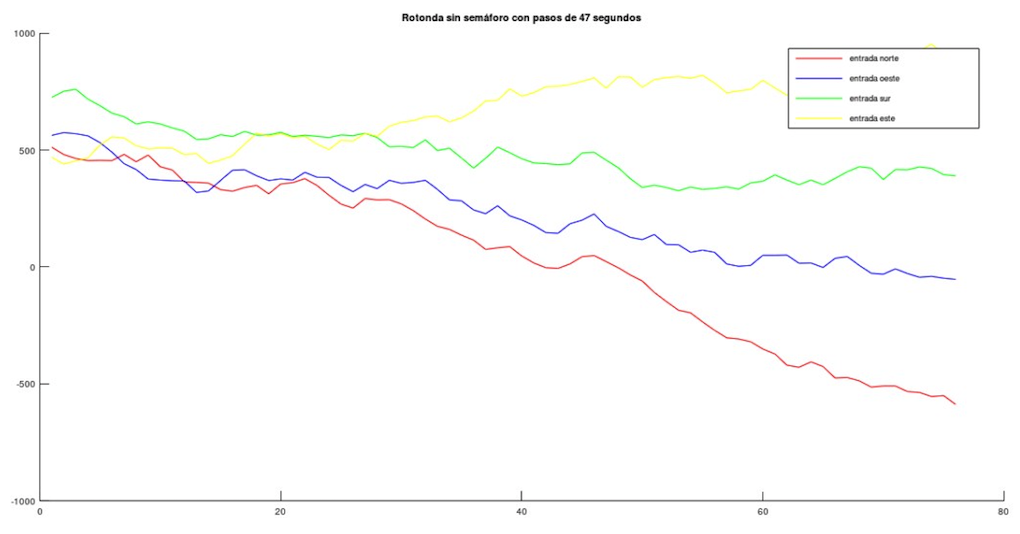 Rotonda sin semáforo con pasos de 47 segundos
1000
entrada norte
entrada oeste
entrada sur
entrada este
500
0
-500
-1000
0
20
40
60
80